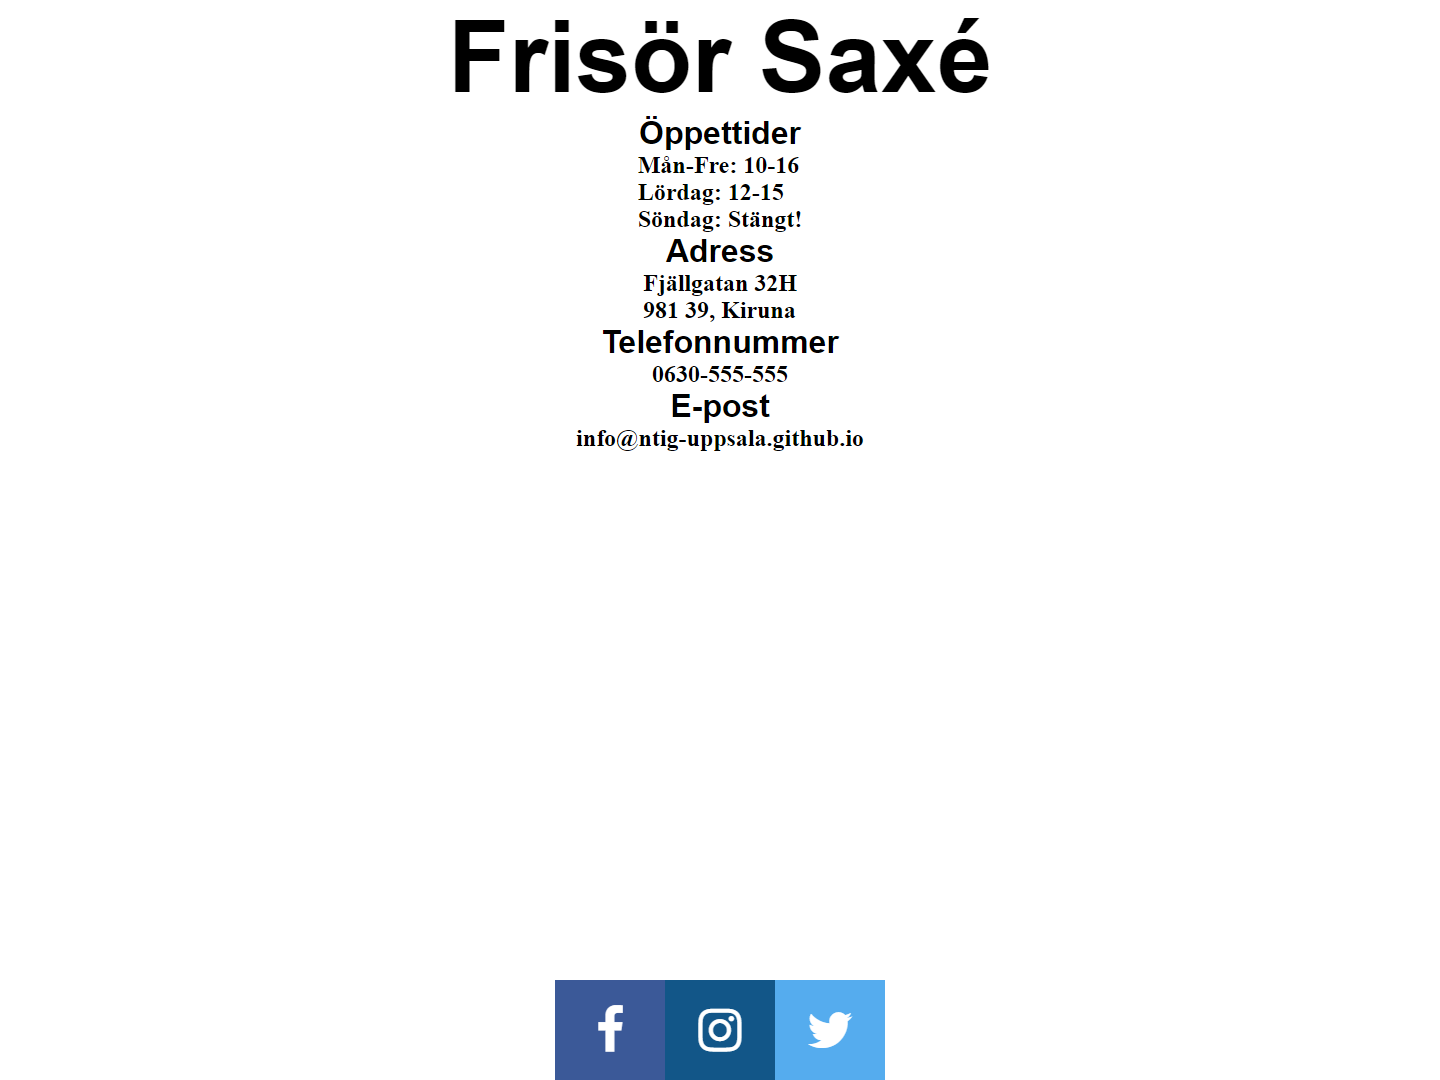 Frisör Saxé
Öppettider
Mån-Fre: 10-16
Lördag: 12-15
Söndag: Stängt!
Adress
Fjällgatan 32H
981 39, Kiruna
Telefonnummer
0630-555-555
E-post
info@ntig-uppsala.github.io